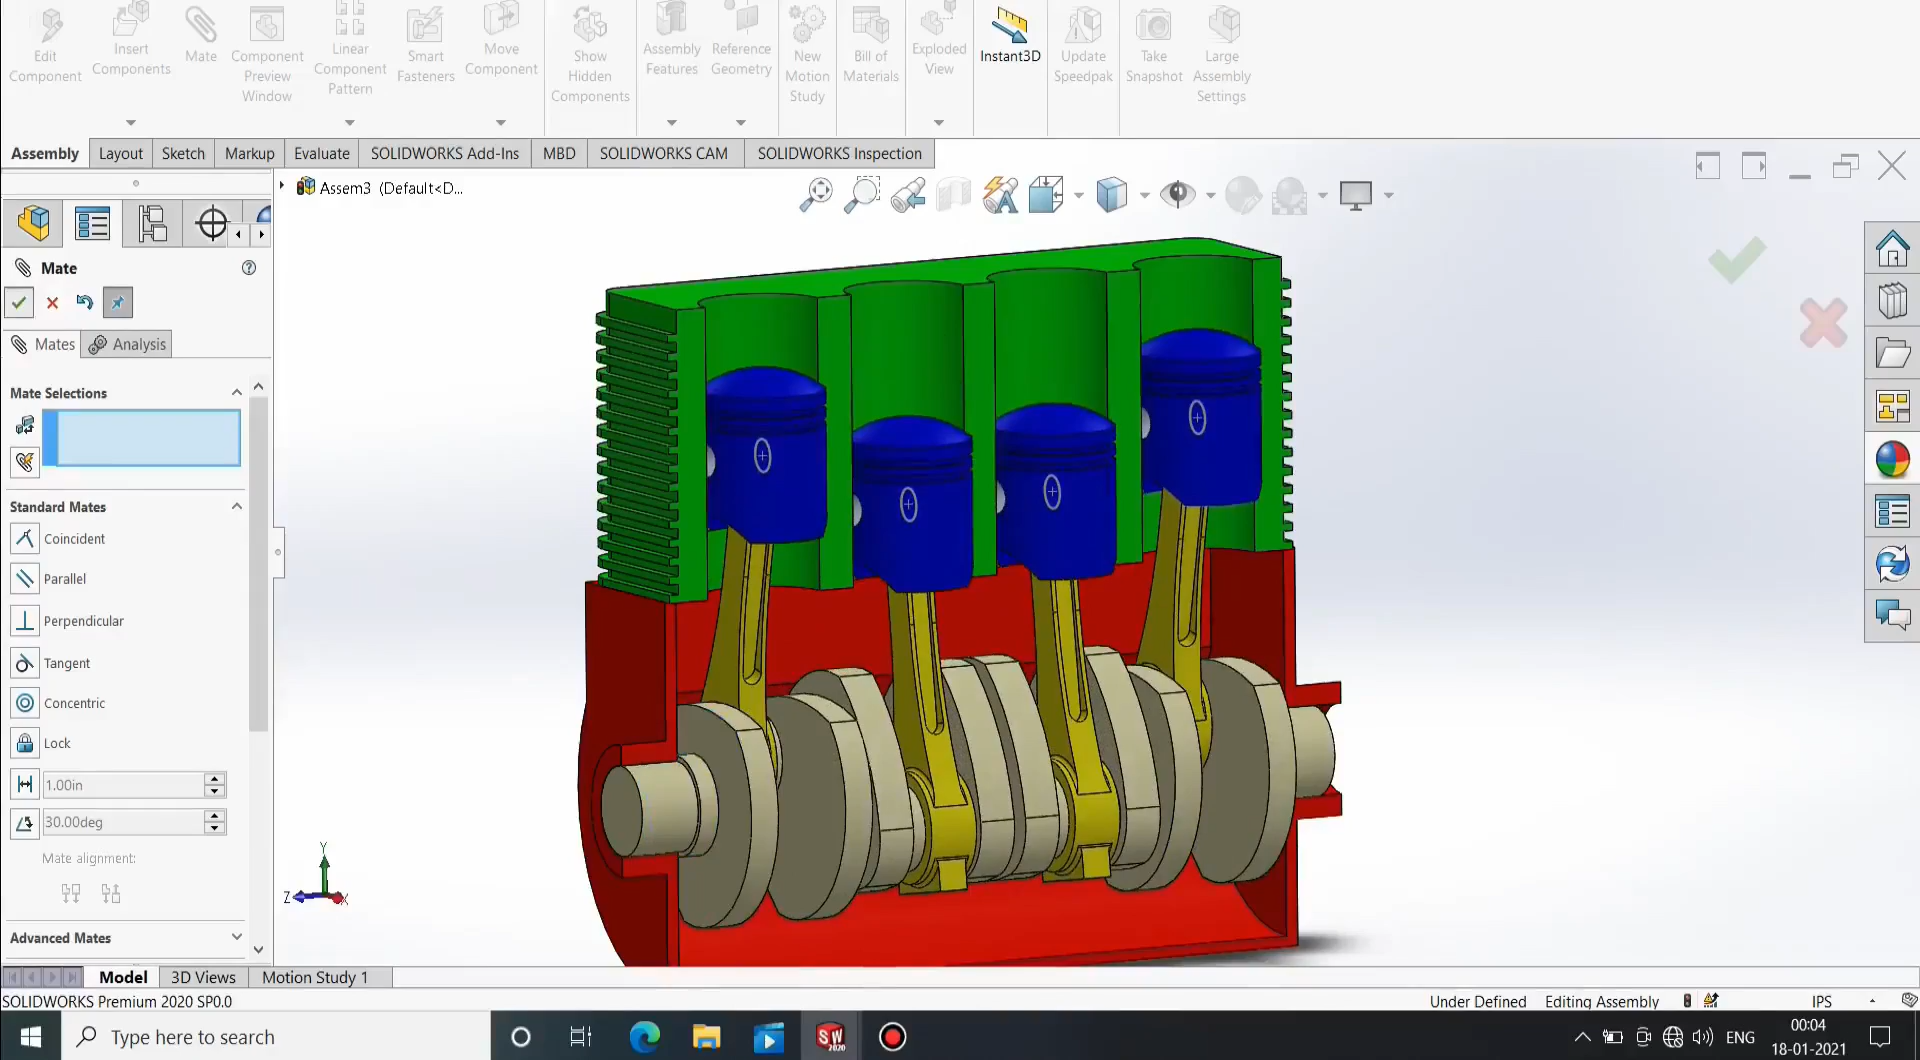 Edit Component
Insert Components
Mate
Component Preview Window
Linear Component Pattern
Smart Fasteners
Move Component
Show Hidden Components
Assembly Features
Reference Geometry
New Motion Study
Bill of Materials
Exploded View
Instant3D
Update Speedpak
Take Snapshot
Large Assembly Settings
Assembly
Layout
Sketch
Markup
Evaluate
SOLIDWORKS Add-Ins
MBD
SOLIDWORKS CAM
SOLIDWORKS Inspection
Assem3 (Default<D...
Mate
Mates
Analysis
Mate Selections
Standard Mates
Coincident
Parallel
Perpendicular
Tangent
Concentric
Lock
1.00in
30.00deg
Mate alignment:
Advanced Mates
Y
Z
X
Model
3D Views
Motion Study 1
SOLIDWORKS Premium 2020 SP0.0
Under Defined
Editing Assembly
IPS
Type here to search
SW
2020
ENG
00:04
18-01-2021